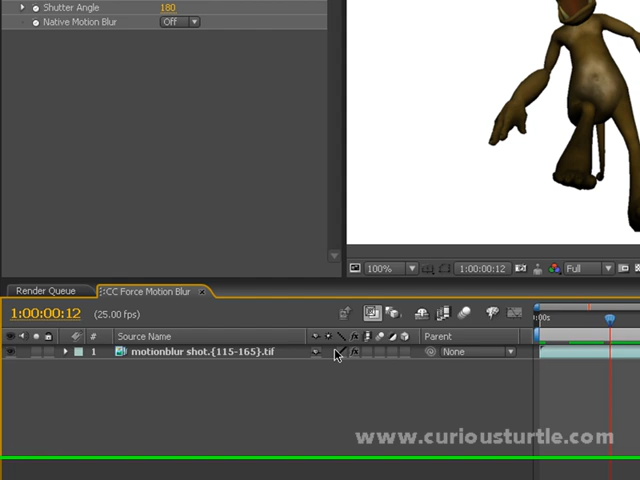 Shutter Angle 180
Native Motion Blur Off
100% 1:00:00:12 Full
Render Queue CC Force Motion Blur
1:00:00:12 (25.00 fps)
:00s
# Source Name Parent
1 motionblur shot.{115-165}.tif None
www.curiousturtle.com